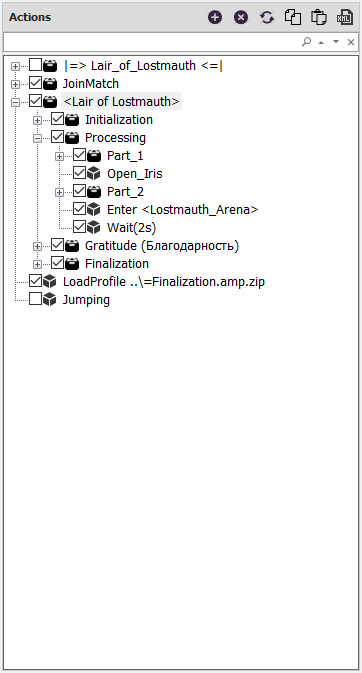 Actions
XML
|=> Lair_of_Lostmauth <=|
JoinMatch
<Lair of Lostmauth>
Initialization
Processing
Part_1
Open_Iris
Part_2
Enter <Lostmauth_Arena>
Wait(2s)
Gratitude (Благодарность)
Finalization
LoadProfile ..\=Finalization.amp.zip
Jumping